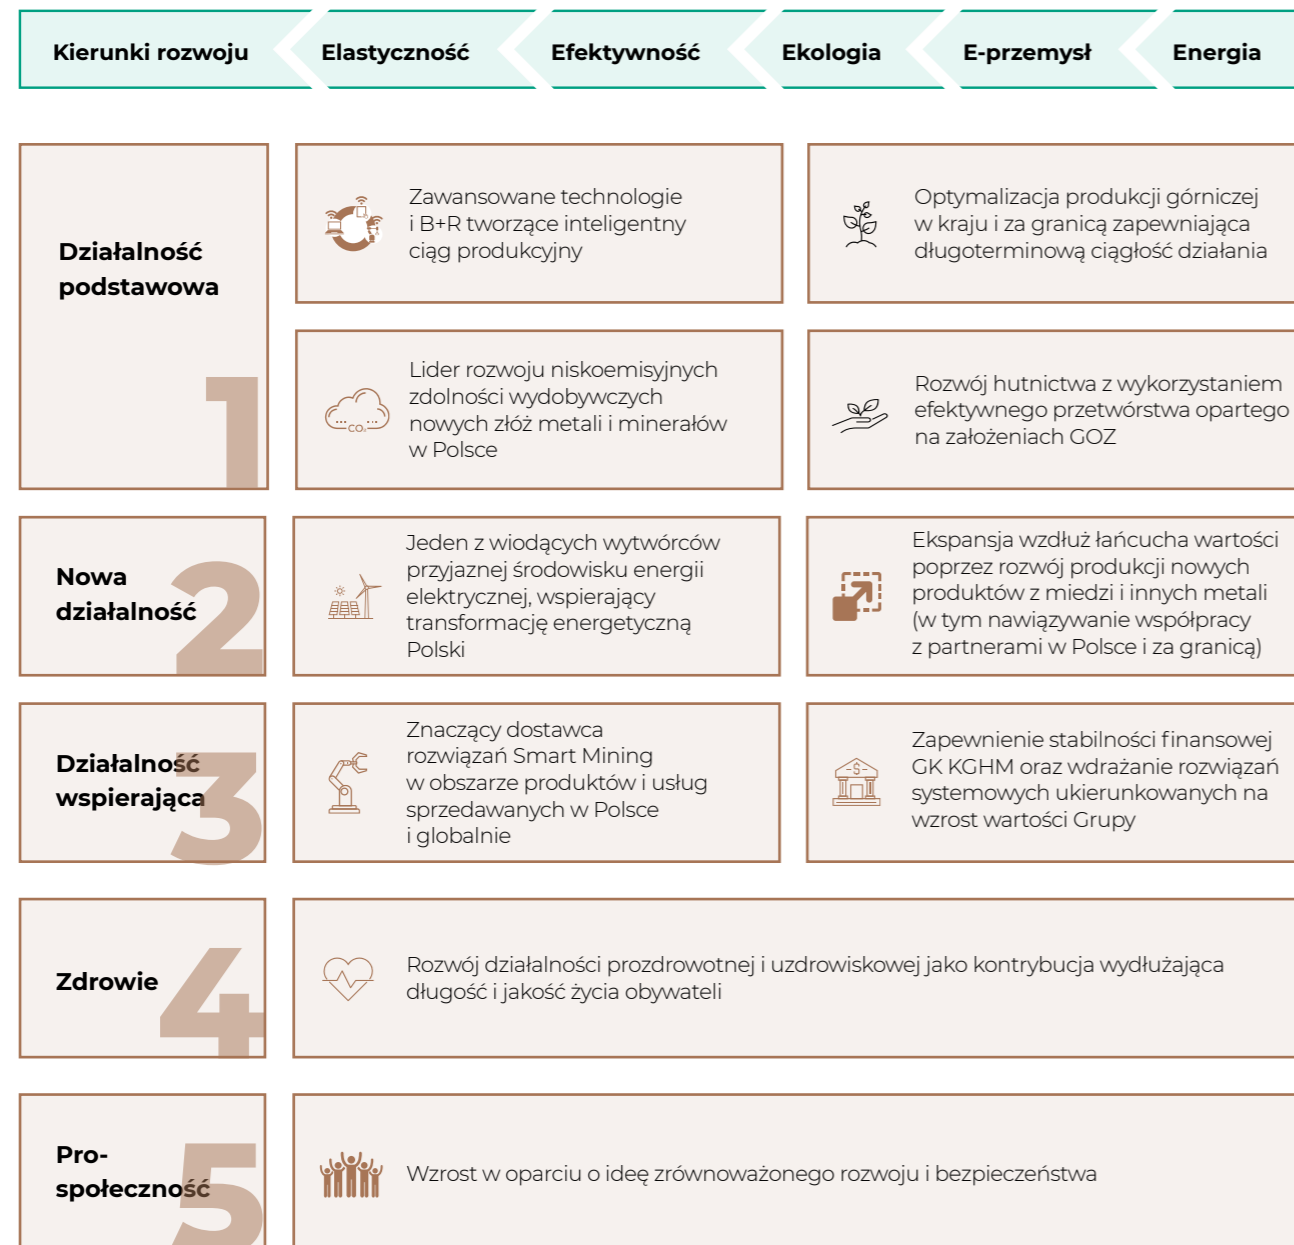 Kierunki rozwoju
Elastyczność
Efektywność
Ekologia
E-przemysł
Energia
Działalność
podstawowa
1
Zawansowane technologie
i B+R tworzące inteligentny
ciąg produkcyjny
Optymalizacja produkcji górniczej
w kraju i za granicą zapewniająca
długoterminową ciągłość działania
CO₂
Lider rozwoju niskoemisyjnych
zdolności wydobywczych
nowych złóż metali i minerałów
w Polsce
Rozwój hutnictwa z wykorzystaniem
efektywnego przetwórstwa opartego
na założeniach GOZ
Nowa
działalność
2
Jeden z wiodących wytwórców
przyjaznej środowisku energii
elektrycznej, wspierający
transformację energetyczną
Polski
Ekspansja wzdłuż łańcucha wartości
poprzez rozwój produkcji nowych
produktów z miedzi i innych metali
(w tym nawiązywanie współpracy
z partnerami w Polsce i za granicą)
Działalność
wspierająca
3
Znaczący dostawca
rozwiązań Smart Mining
w obszarze produktów i usług
sprzedawanych w Polsce
i globalnie
-$-
Zapewnienie stabilności finansowej
GK KGHM oraz wdrażanie rozwiązań
systemowych ukierunkowanych na
wzrost wartości Grupy
Zdrowie
4
Rozwój działalności prozdrowotnej i uzdrowiskowej jako kontrybucja wydłużająca
długość i jakość życia obywateli
Pro-
społeczność
5
Wzrost w oparciu o ideę zrównoważonego rozwoju i bezpieczeństwa